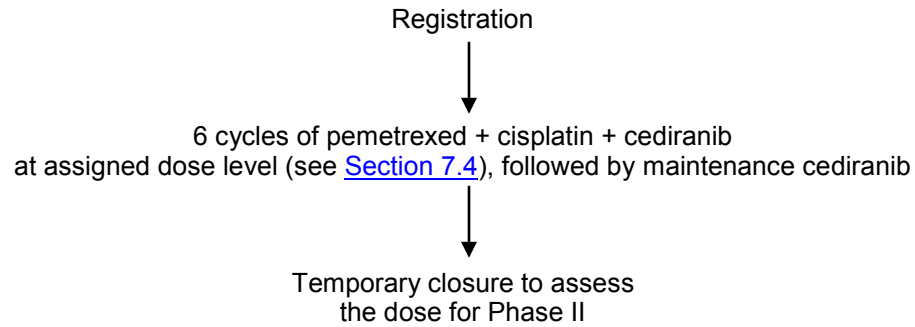 Registration
6 cycles of pemetrexed + cisplatin + cediranib
at assigned dose level (see Section 7.4), followed by maintenance cediranib
Temporary closure to assess
the dose for Phase II